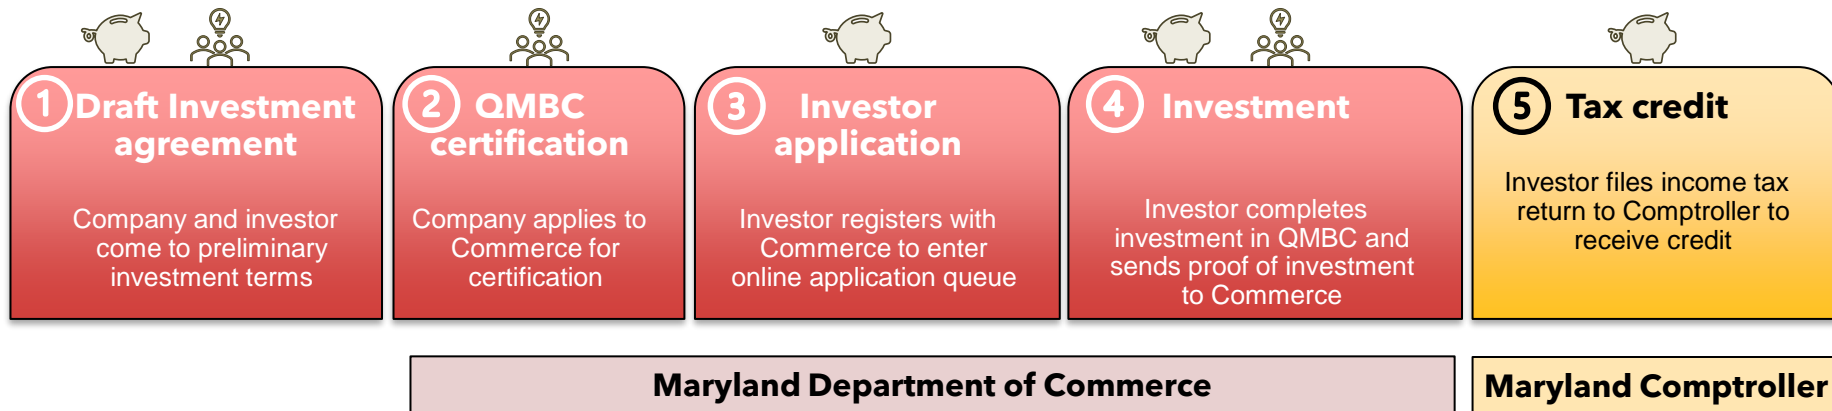 1 Draft Investment
agreement
Company and investor
come to preliminary
investment terms
2 QMBC
certification
Company applies to
Commerce for
certification
3 Investor
application
Investor registers with
Commerce to enter
online application queue
4 Investment
Investor completes
investment in QMBC and
sends proof of investment
to Commerce
5 Tax credit
Investor files income tax
return to Comptroller to
receive credit
Maryland Department of Commerce
Maryland Comptroller